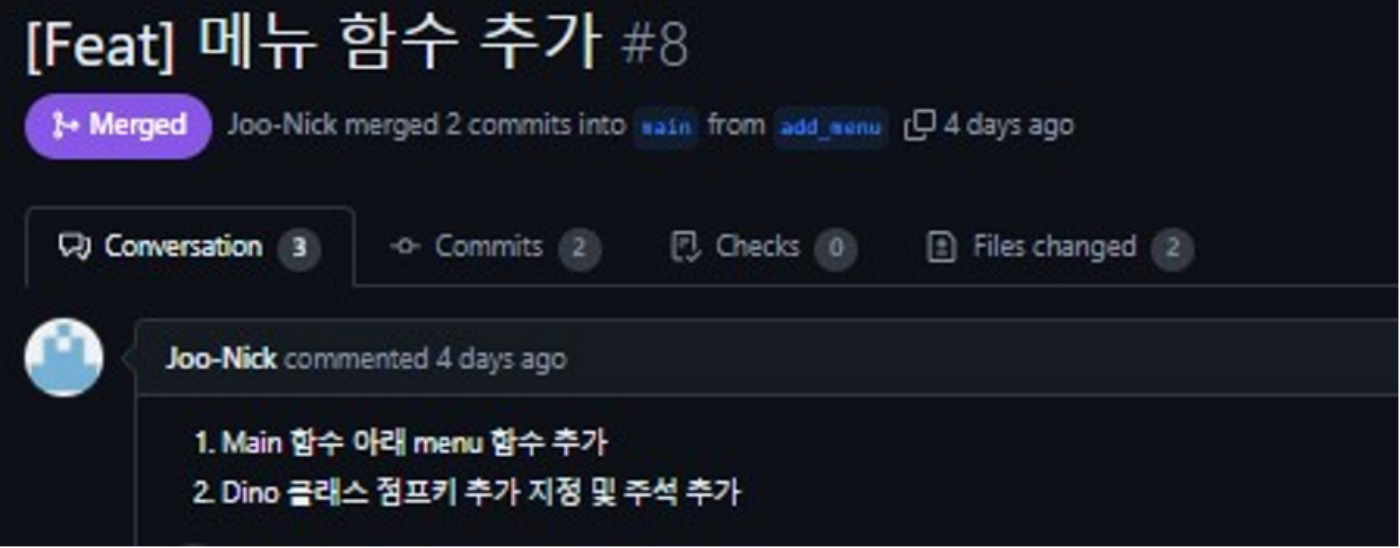 [Feat] 메뉴 함수 추가 #8
Merged Joo-Nick merged 2 commits into main from add_menu 4 days ago
Conversation 3 Commits 2 Checks 0 Files changed 2
Joo-Nick commented 4 days ago
1. Main 함수 아래 menu 함수 추가
2. Dino 클래스 점프키 추가 지정 및 주석 추가